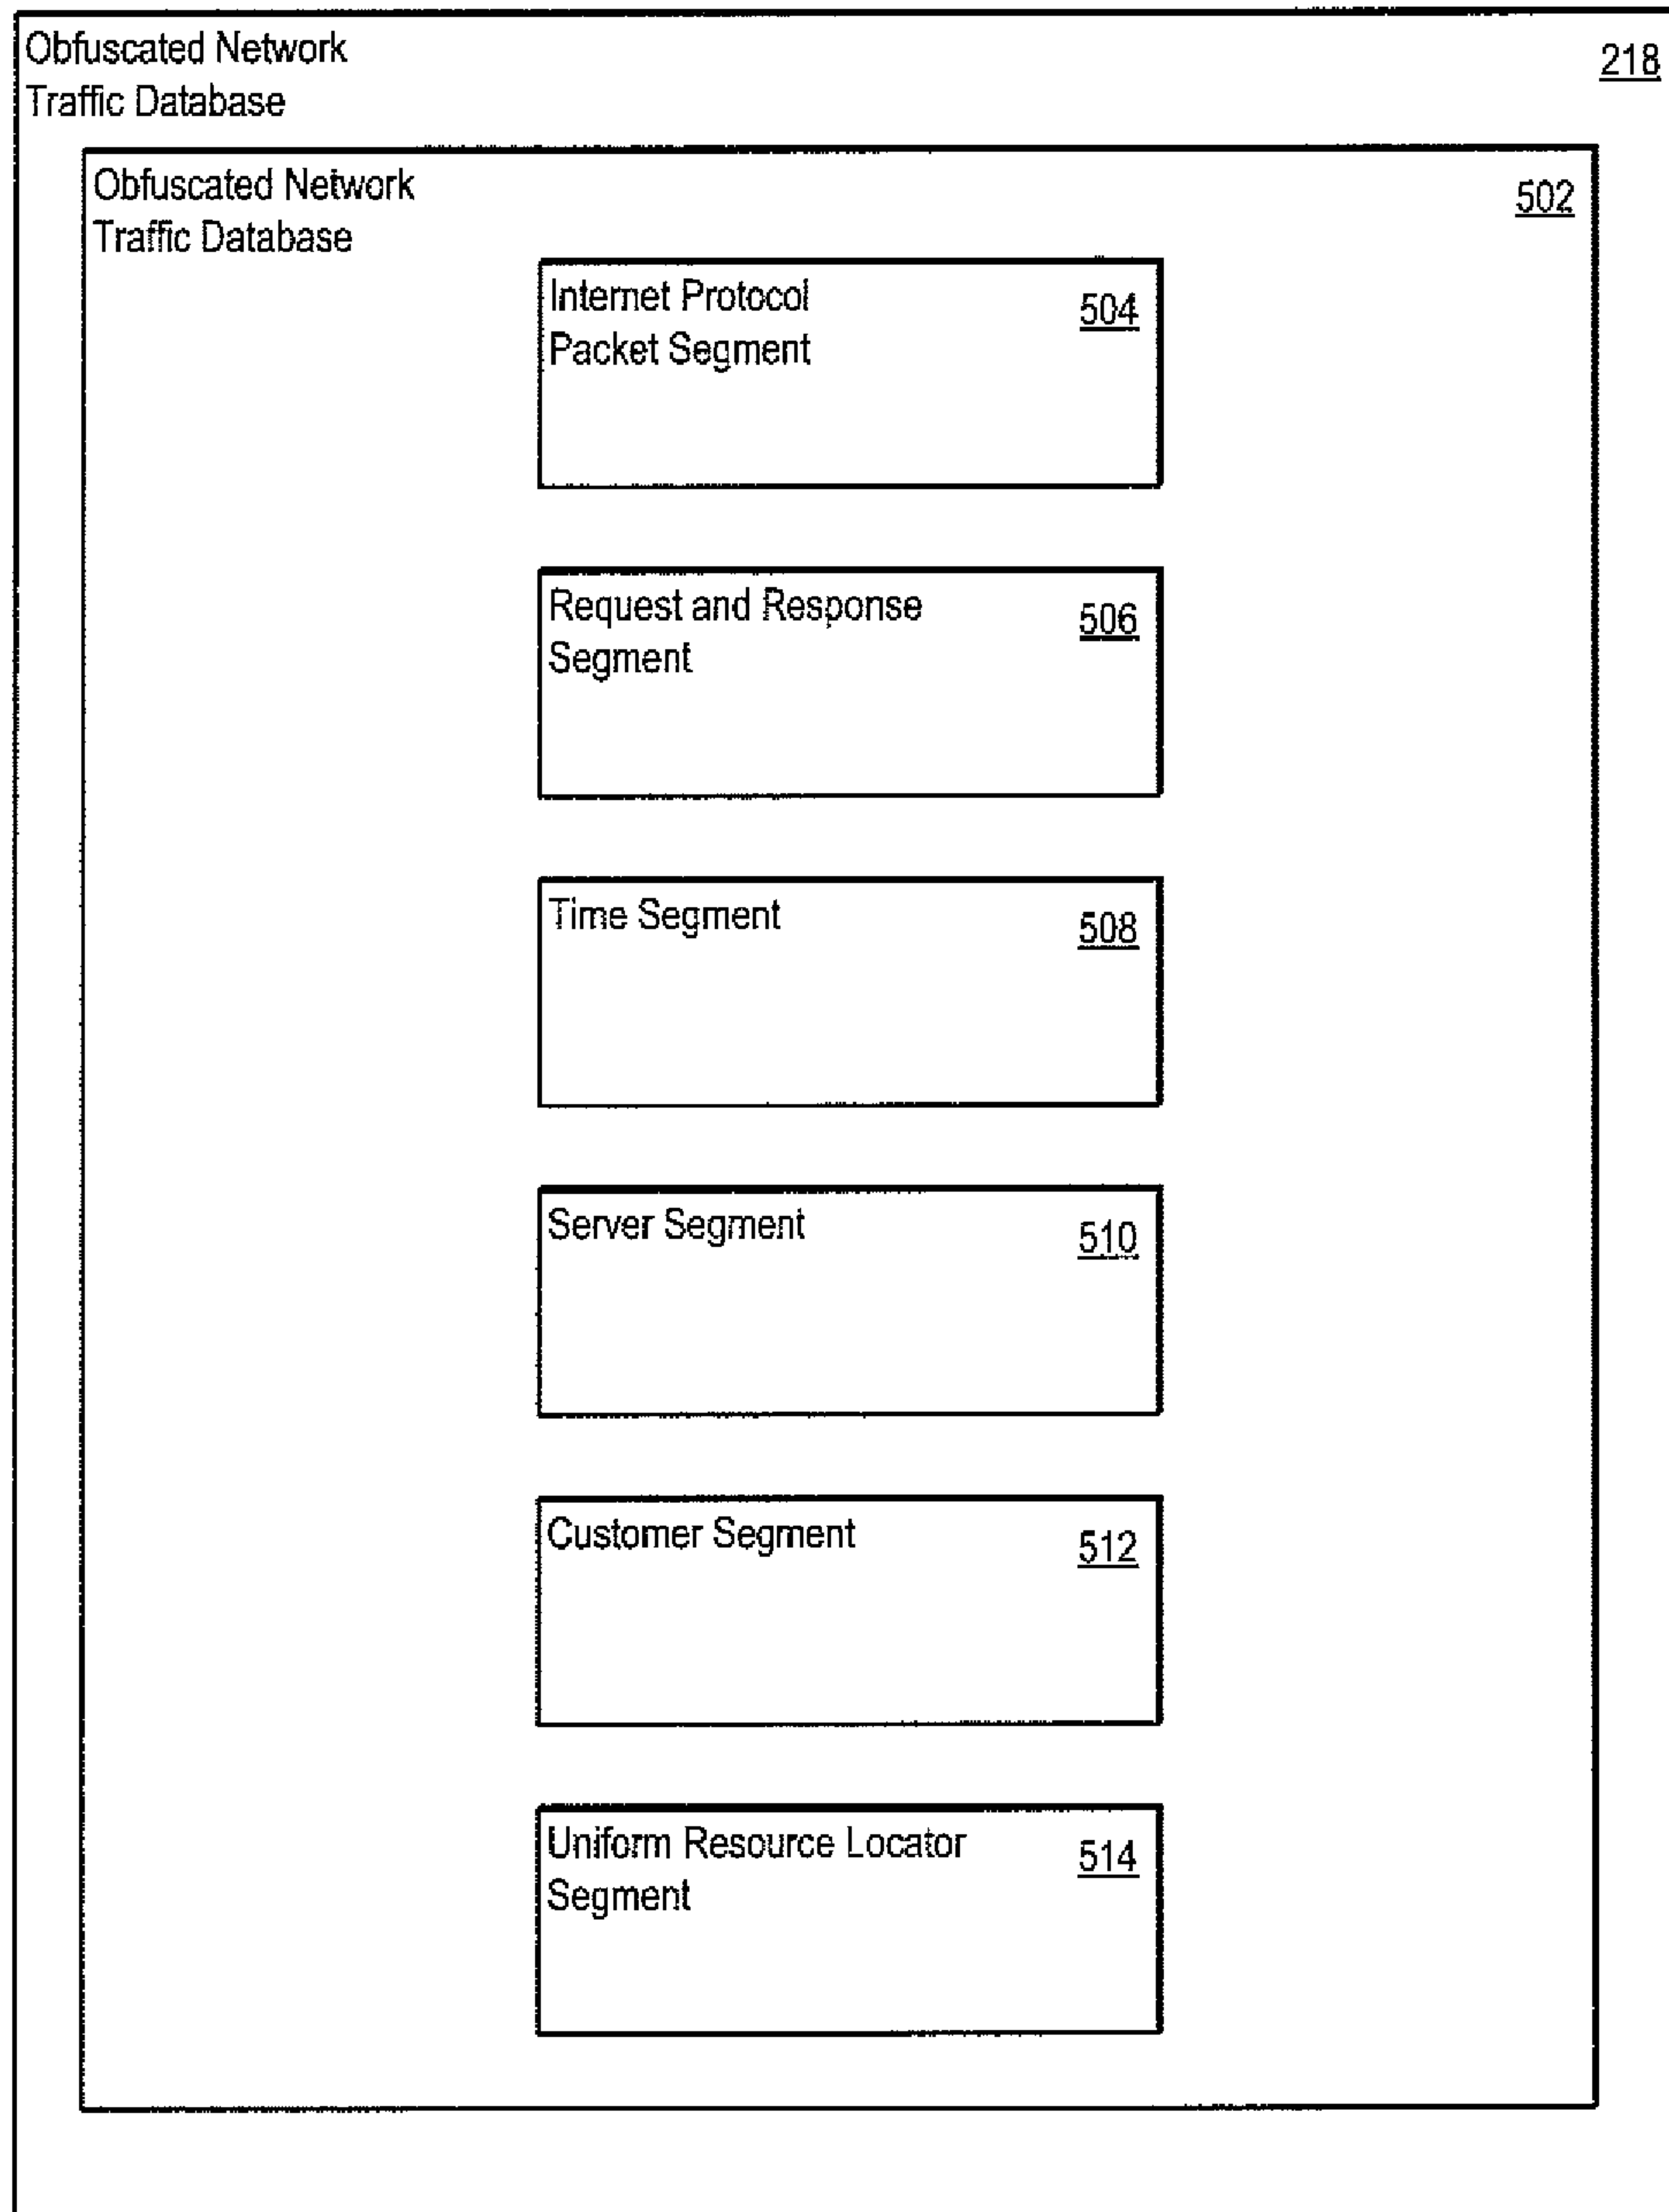 Obfuscated Network
Traffic Database
218
Obfuscated Network
Traffic Database
502
Internet Protocol
Packet Segment
504
Request and Response
Segment
506
Time Segment
508
Server Segment
510
Customer Segment
512
Uniform Resource Locator
Segment
514